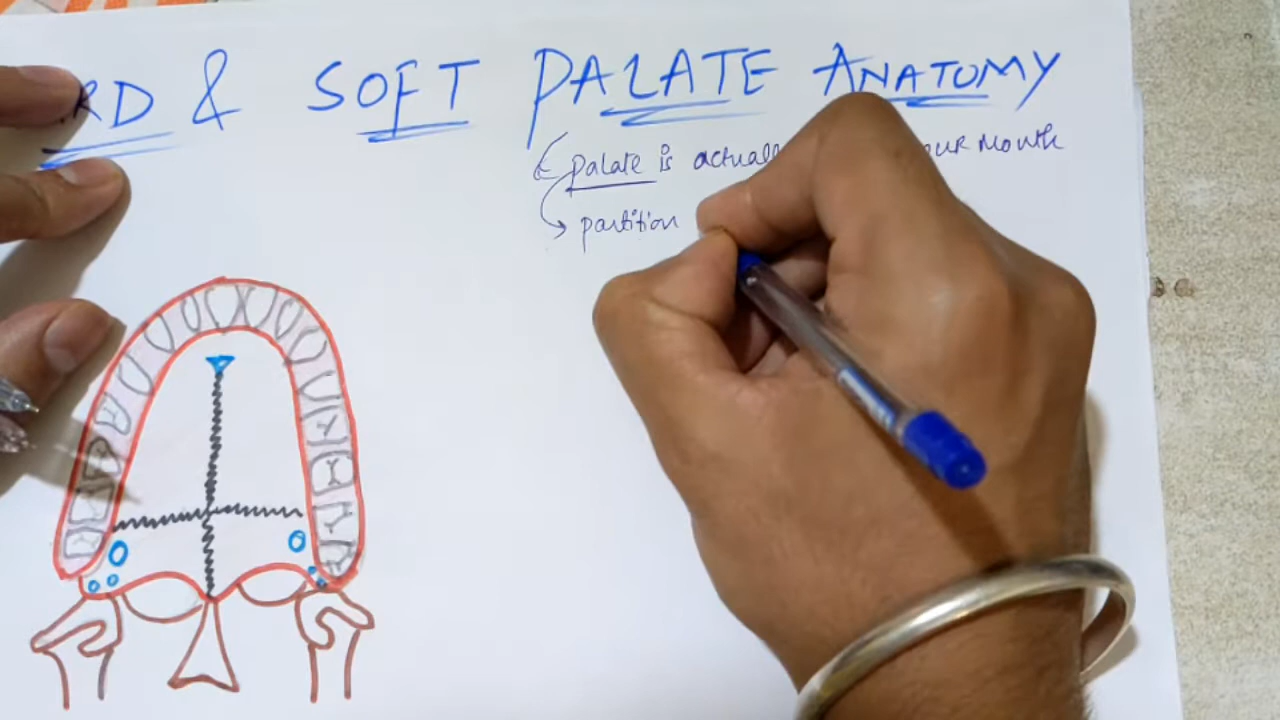 RD & SOFT PALATE ANATOMY
palate is actuall our Mouth
partition